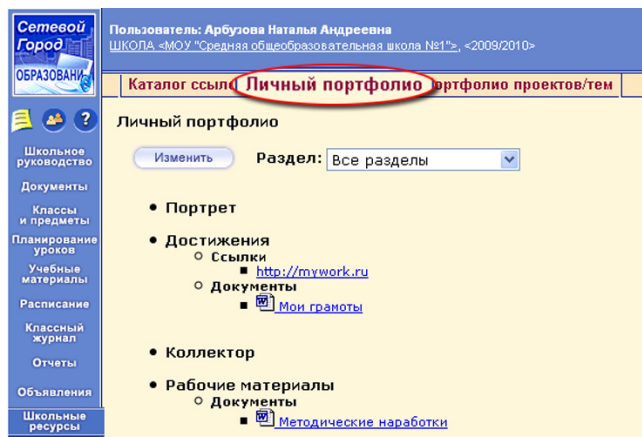 Сетевой
Город
ОБРАЗОВАНИ
Пользователь: Арбузова Наталья Андреевна
ШКОЛА <МОУ "Средняя общеобразовательная школа №1">, <2009/2010>
Каталог ссыло Личный портфолио ортфолио проектов/тем
?
Школьное
руководство
Документы
Классы
и предметы
Планирование
уроков
Учебные
материалы
Расписание
Классный
журнал
Отчеты
Объявления
Школьные
ресурсы
Личный портфолио
Изменить Раздел: Все разделы
Портрет
Достижения
Ссылки
http://mywork.ru
Документы
Мои грамоты
Коллектор
Рабочие материалы
Документы
Методические наработки